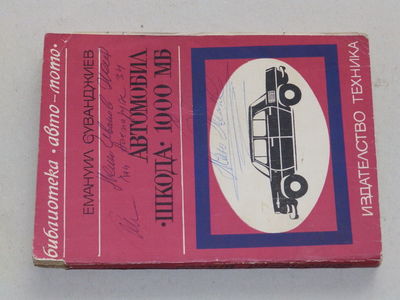 библиотека • авто-мото •
ЕМАНУИЛ СУВАНДЖИЕВ
АВТОМОБИЛ
•ШКОДА• 1000 МБ
ИЗДАТЕЛСТВО ТЕХНИКА